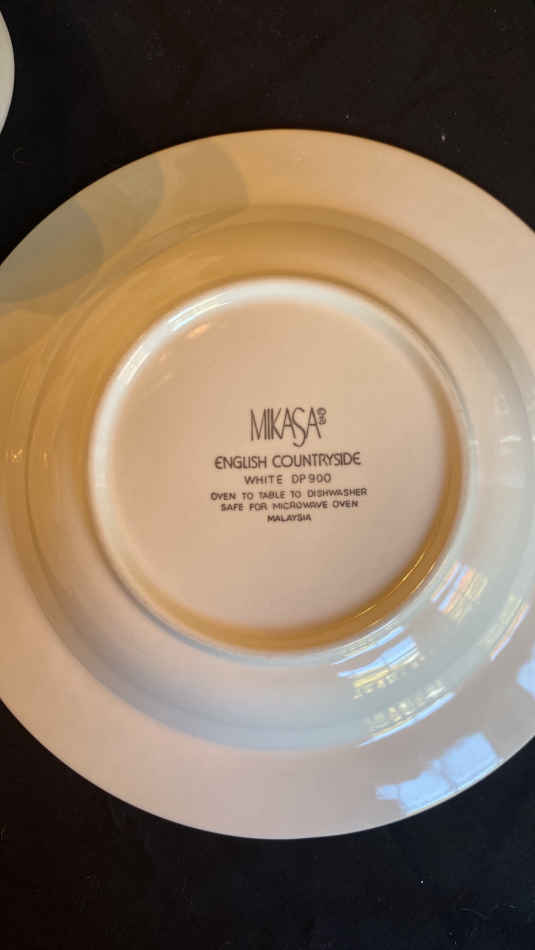 MIKASA®
ENGLISH COUNTRYSIDE
WHITE DP900
OVEN TO TABLE TO DISHWASHER
SAFE FOR MICROWAVE OVEN
MALAYSIA